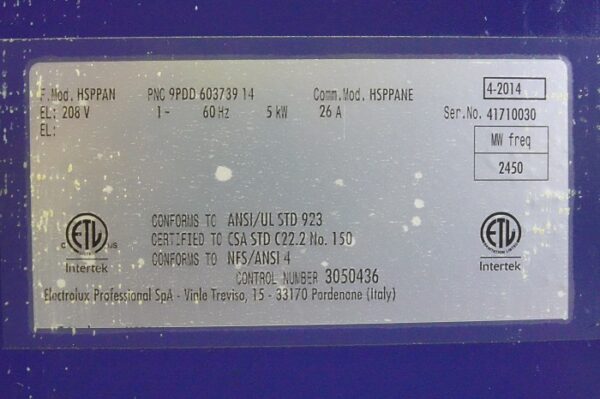 F.Mod. HSPPAN PNC 9PDD 603739 14 Comm.Mod. HSPPANE 4-2014
EL: 208 V 1~ 60 Hz 5 kW 26 A Ser.No. 41710030
EL:
MW freq
2450
CONFORMS TO ANSI/UL STD 923
CERTIFIED TO CSA STD C22.2 No. 150
CONFORMS TO NFS/ANSI 4
CONTROL NUMBER 3050436
C ETL US
Intertek
ETL
Intertek
Electrolux Professional SpA - Viale Treviso, 15 - 33170 Pordenone (Italy)